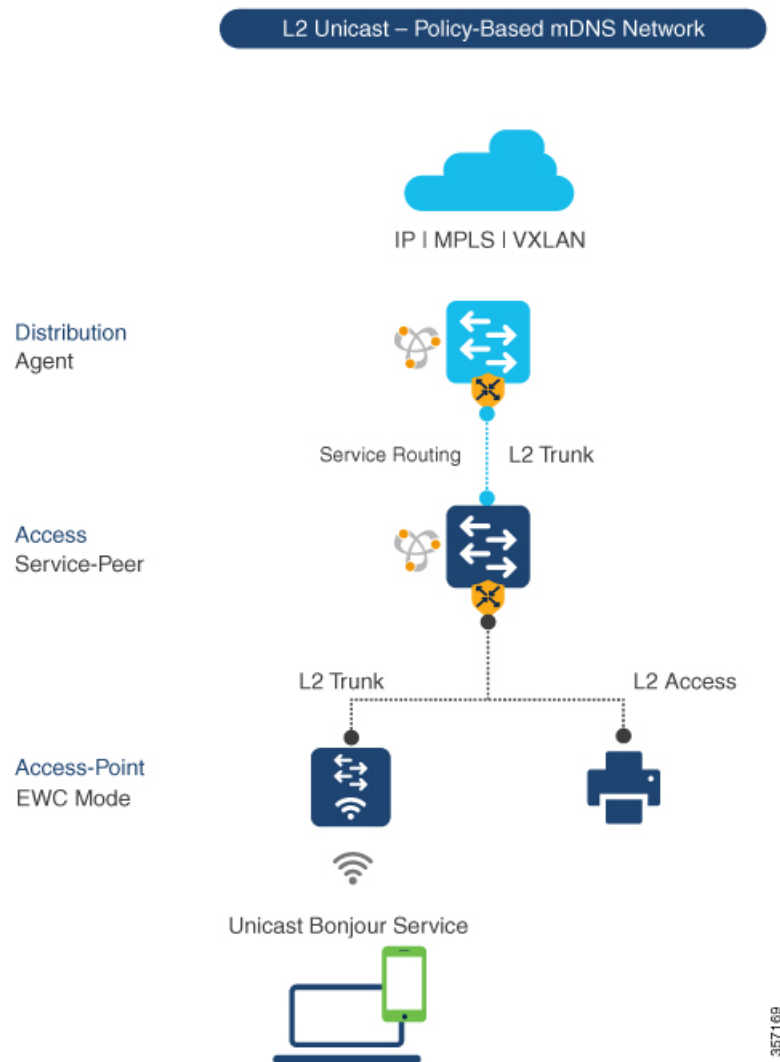 L2 Unicast – Policy-Based mDNS Network
IP | MPLS | VXLAN
Distribution
Agent
Service Routing
L2 Trunk
Access
Service-Peer
L2 Trunk
L2 Access
Access-Point
EWC Mode
Unicast Bonjour Service
357169